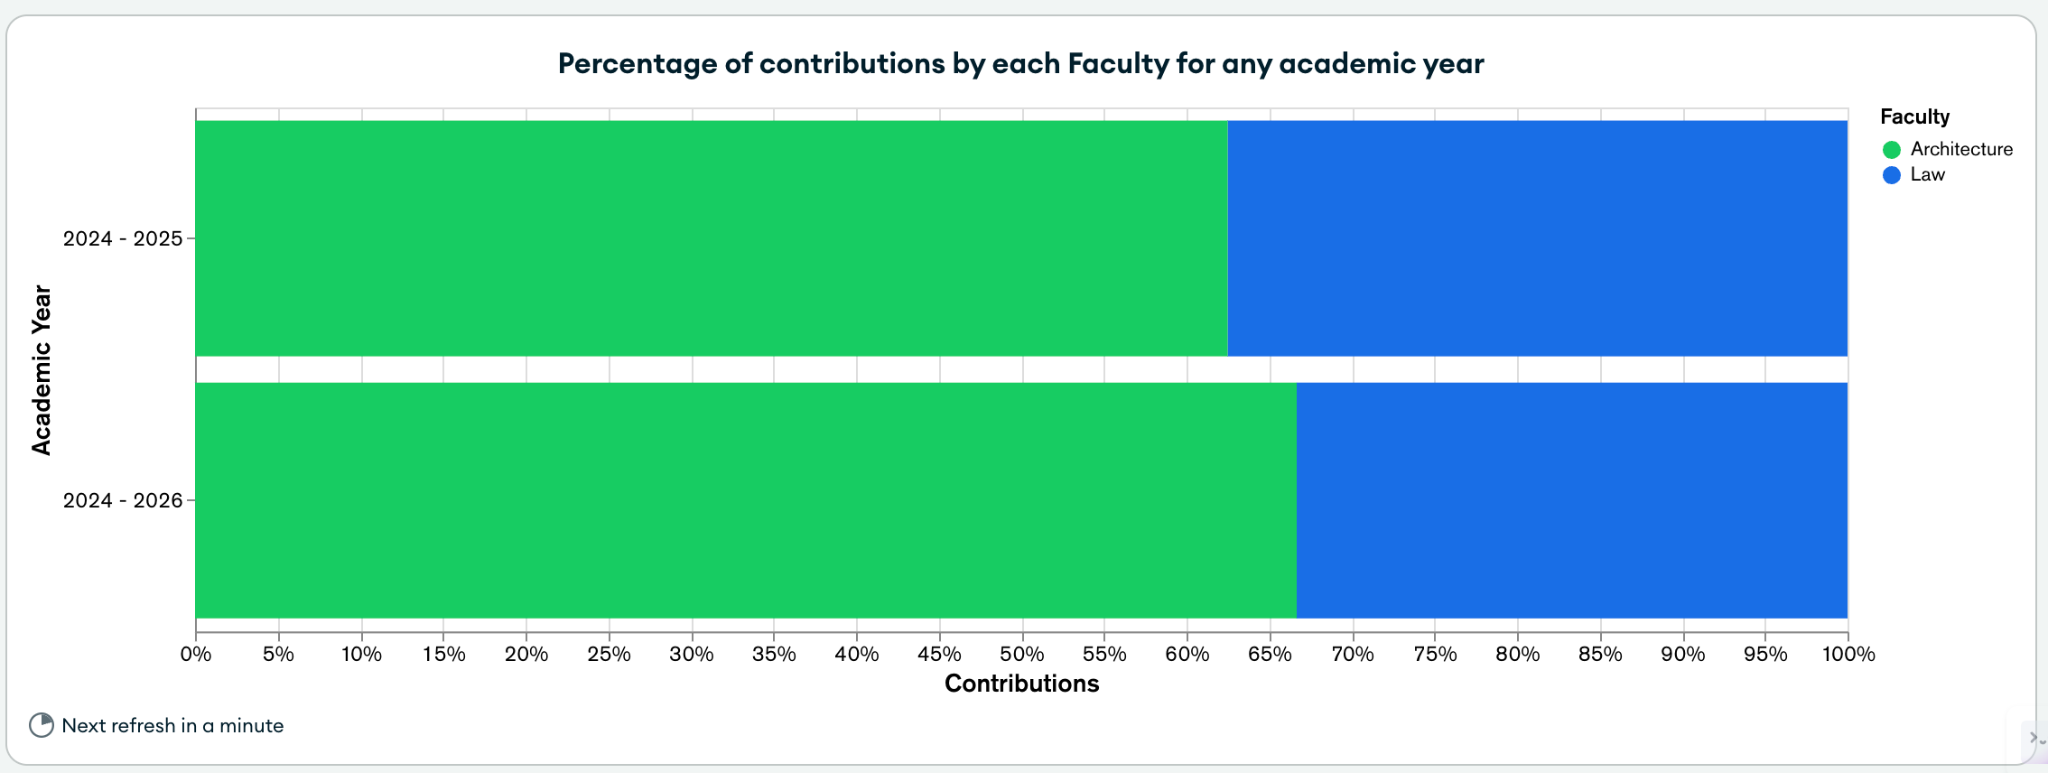 Percentage of contributions by each Faculty for any academic year
Faculty
Architecture
Law
Academic Year
2024 - 2025
2024 - 2026
0% 5% 10% 15% 20% 25% 30% 35% 40% 45% 50% 55% 60% 65% 70% 75% 80% 85% 90% 95% 100%
Contributions
Next refresh in a minute